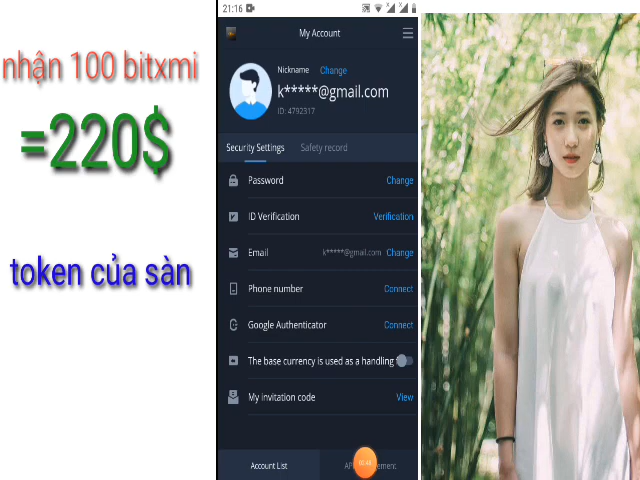 nhận 100 bitxmi
=220$
token của sàn
21:16
My Account
Nickname Change
k*****@gmail.com
ID: 4792317
Security Settings Safety record
Password Change
ID Verification Verification
Email k*****@gmail.com Change
Phone number Connect
Google Authenticator Connect
The base currency is used as a handling
My invitation code View
Account List